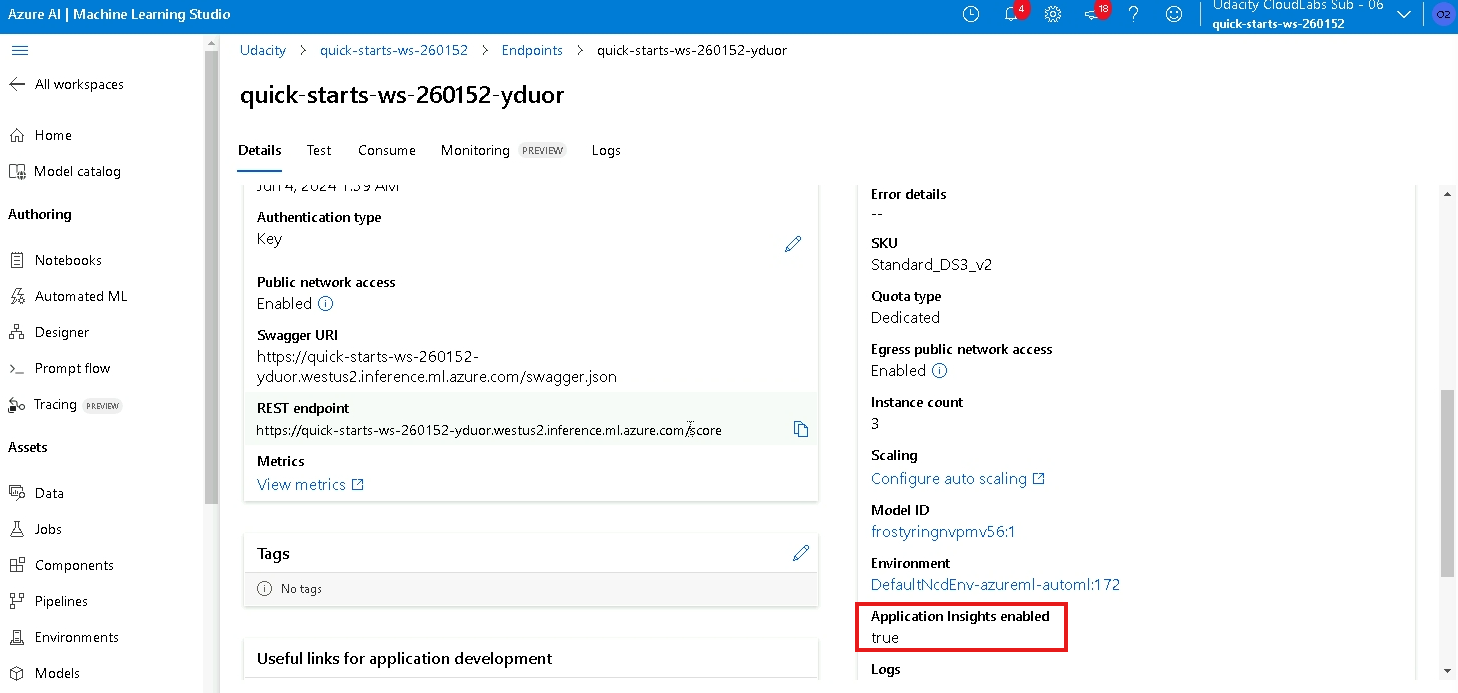 Azure AI | Machine Learning Studio
4
18
Udacity CloudLabs Sub - 06
quick-starts-ws-260152
O2
All workspaces
Home
Model catalog
Authoring
Notebooks
Automated ML
Designer
Prompt flow
Tracing PREVIEW
Assets
Data
Jobs
Components
Pipelines
Environments
Models
Udacity > quick-starts-ws-260152 > Endpoints > quick-starts-ws-260152-yduor
quick-starts-ws-260152-yduor
Details Test Consume Monitoring PREVIEW Logs
Jun 4, 2024 1:59 AM
Authentication type
Key
Public network access
Enabled
Swagger URI
https://quick-starts-ws-260152-
yduor.westus2.inference.ml.azure.com/swagger.json
REST endpoint
https://quick-starts-ws-260152-yduor.westus2.inference.ml.azure.com/score
Metrics
View metrics
Tags
No tags
Useful links for application development
Error details
--
SKU
Standard_DS3_v2
Quota type
Dedicated
Egress public network access
Enabled
Instance count
3
Scaling
Configure auto scaling
Model ID
frostyringnvpmv56:1
Environment
DefaultNcdEnv-azureml-automl:172
Application Insights enabled
true
Logs